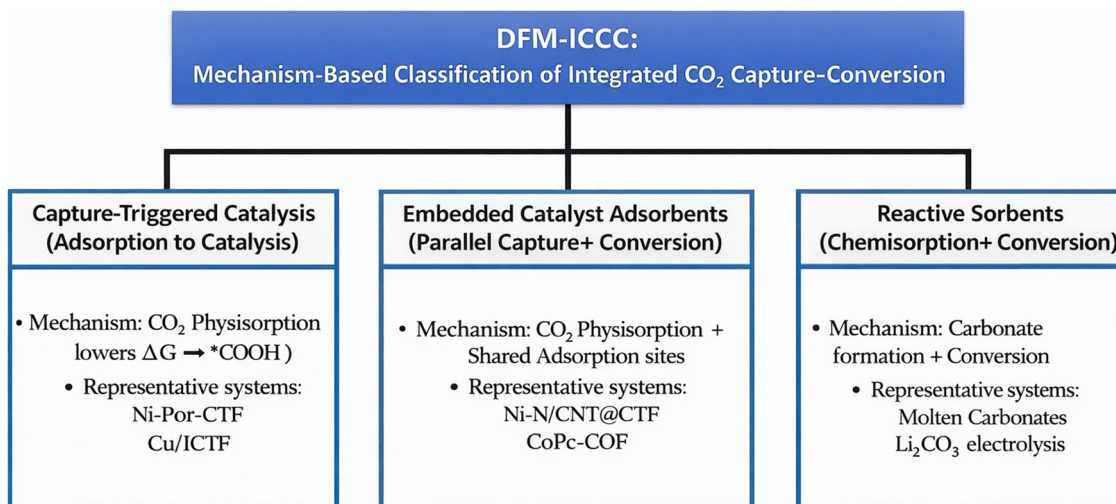 DFM-ICCC:
Mechanism-Based Classification of Integrated CO₂ Capture-Conversion
Capture-Triggered Catalysis
(Adsorption to Catalysis)
• Mechanism: CO₂ Physisorption
lowers ΔG → *COOH )
• Representative systems:
Ni-Por-CTF
Cu/ICTF
Embedded Catalyst Adsorbents
(Parallel Capture+ Conversion)
• Mechanism: CO₂ Physisorption +
Shared Adsorption sites
• Representative systems:
Ni-N/CNT@CTF
CoPc-COF
Reactive Sorbents
(Chemisorption+ Conversion)
• Mechanism: Carbonate
formation + Conversion
• Representative systems:
Molten Carbonates
Li₂CO₃ electrolysis